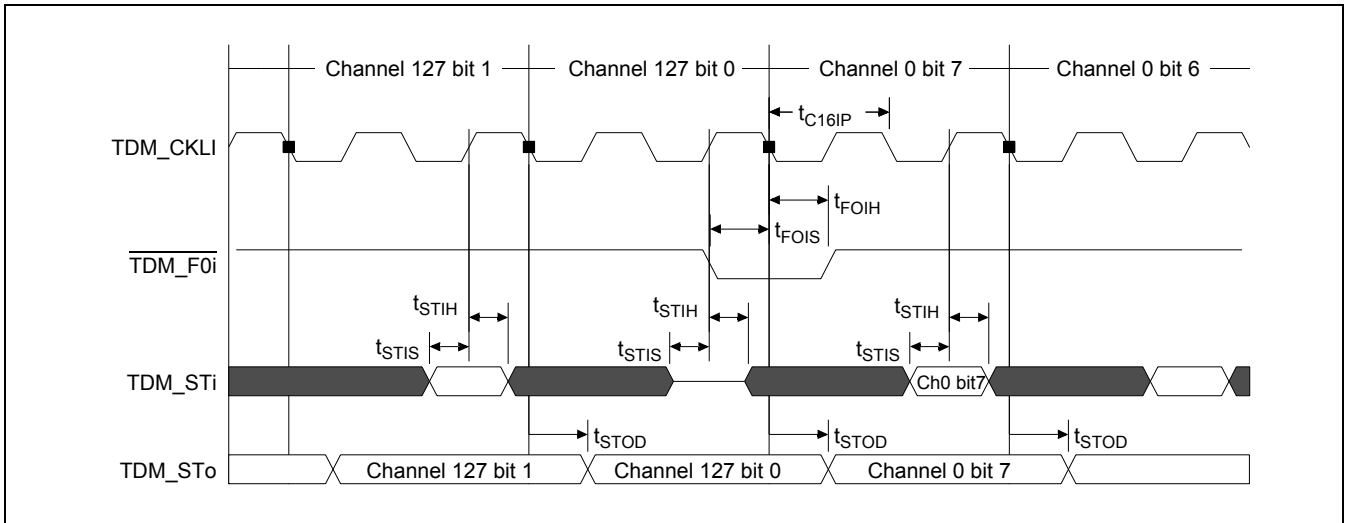 Channel 127 bit 1 Channel 127 bit 0 Channel 0 bit 7 Channel 0 bit 6
tC16IP
TDM_CKLI
tFOIH
tFOIS
TDM_F0i
tSTIH tSTIH tSTIH
tSTIS tSTIS tSTIS
TDM_STi Ch0 bit7
tSTOD tSTOD tSTOD
TDM_STo Channel 127 bit 1 Channel 127 bit 0 Channel 0 bit 7